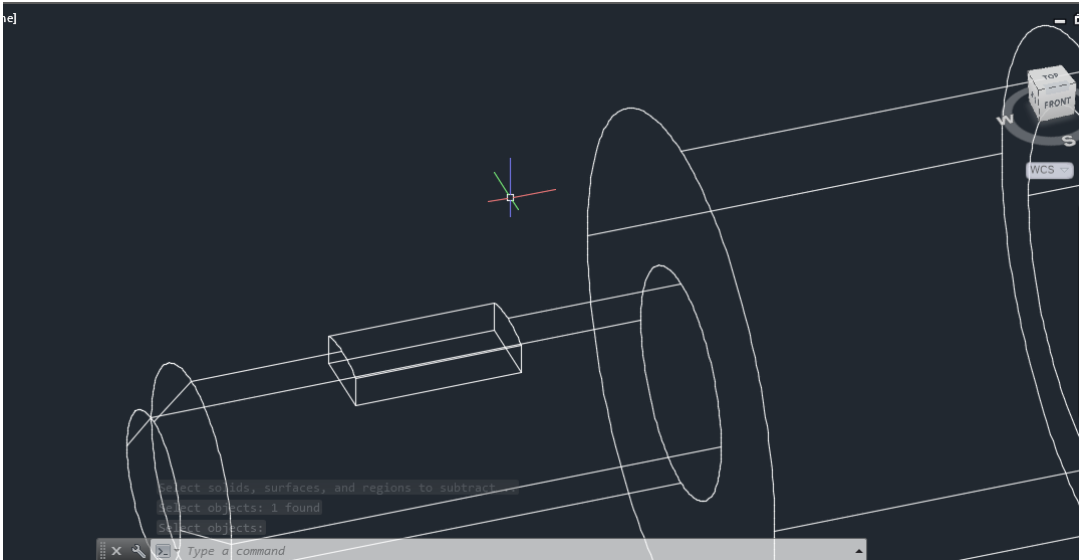 ne]
TOP
FRONT
W
S
WCS
Select solids, surfaces, and regions to subtract ..
Select objects: 1 found
Select objects:
Type a command